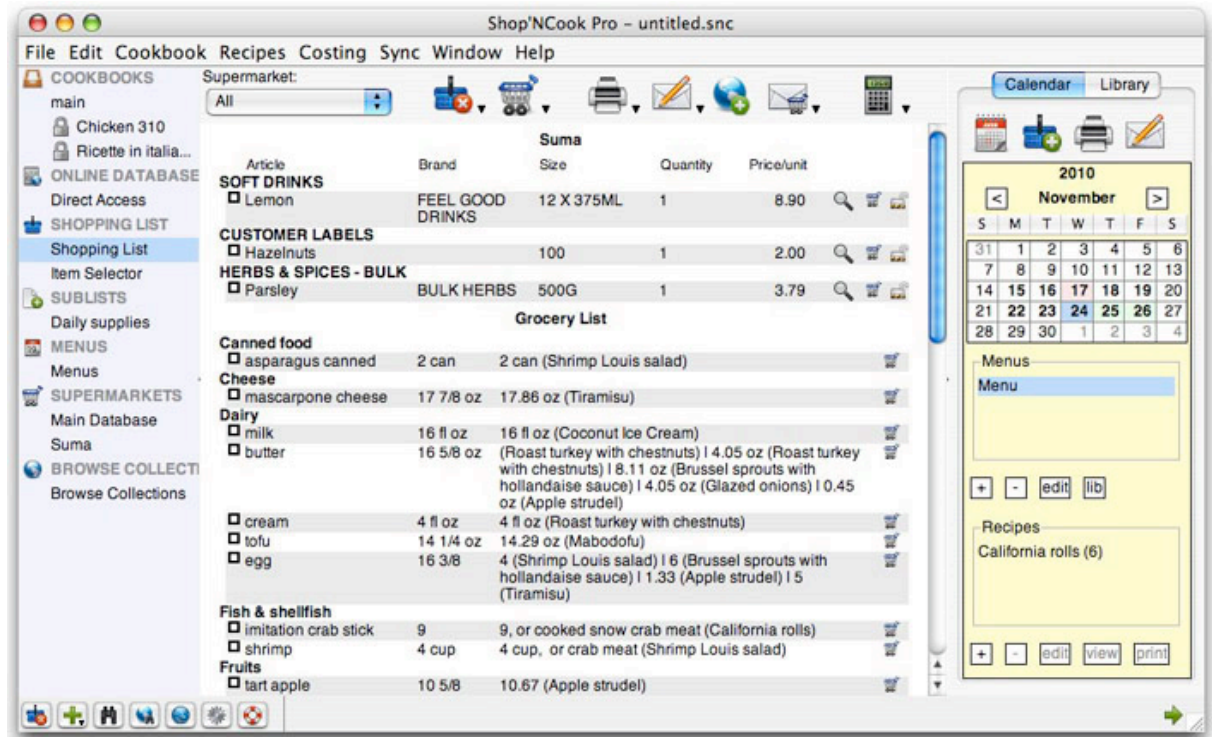 Shop'NCook Pro – untitled.snc
File Edit Cookbook Recipes Costing Sync Window Help
COOKBOOKS
main
Chicken 310
Ricette in italia...
ONLINE DATABASE
Direct Access
SHOPPING LIST
Shopping List
Item Selector
SUBLISTS
Daily supplies
MENUS
Menus
SUPERMARKETS
Main Database
Suma
BROWSE COLLECTI
Browse Collections
Supermarket:
All
Suma
Article Brand Size Quantity Price/unit
SOFT DRINKS
Lemon FEEL GOOD 12 X 375ML 1 8.90
DRINKS
CUSTOMER LABELS
Hazelnuts 100 1 2.00
HERBS & SPICES - BULK
Parsley BULK HERBS 500G 1 3.79
Grocery List
Canned food
asparagus canned 2 can 2 can (Shrimp Louis salad)
Cheese
mascarpone cheese 17 7/8 oz 17.86 oz (Tiramisu)
Dairy
milk 16 fl oz 16 fl oz (Coconut Ice Cream)
butter 16 5/8 oz (Roast turkey with chestnuts) | 4.05 oz (Roast turkey
with chestnuts) | 8.11 oz (Brussel sprouts with
hollandaise sauce) | 4.05 oz (Glazed onions) | 0.45
oz (Apple strudel)
cream 4 fl oz 4 fl oz (Roast turkey with chestnuts)
tofu 14 1/4 oz 14.29 oz (Mabodofu)
egg 16 3/8 4 (Shrimp Louis salad) | 6 (Brussel sprouts with
hollandaise sauce) | 1.33 (Apple strudel) | 5
(Tiramisu)
Fish & shellfish
imitation crab stick 9 9, or cooked snow crab meat (California rolls)
shrimp 4 cup 4 cup, or crab meat (Shrimp Louis salad)
Fruits
tart apple 10 5/8 10.67 (Apple strudel)
Calendar Library
2010
< November >
S M T W T F S
31 1 2 3 4 5 6
7 8 9 10 11 12 13
14 15 16 17 18 19 20
21 22 23 24 25 26 27
28 29 30 1 2 3 4
Menus
Menu
+ - edit lib
Recipes
California rolls (6)
+ - edit view print